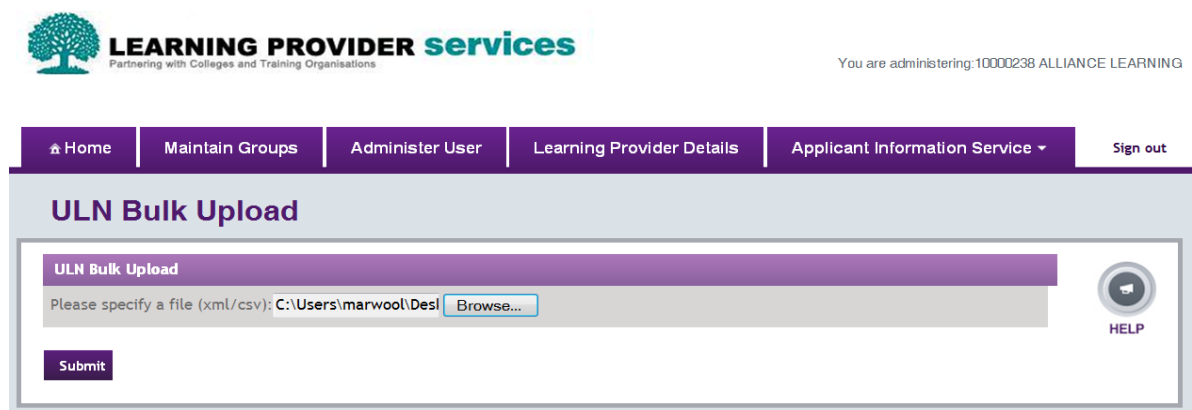 LEARNING PROVIDER services
Partnering with Colleges and Training Organisations
You are administering:10000238 ALLIANCE LEARNING
Home Maintain Groups Administer User Learning Provider Details Applicant Information Service Sign out
ULN Bulk Upload
ULN Bulk Upload
Please specify a file (xml/csv): C:\Users\marwool\Desl Browse...
HELP
Submit